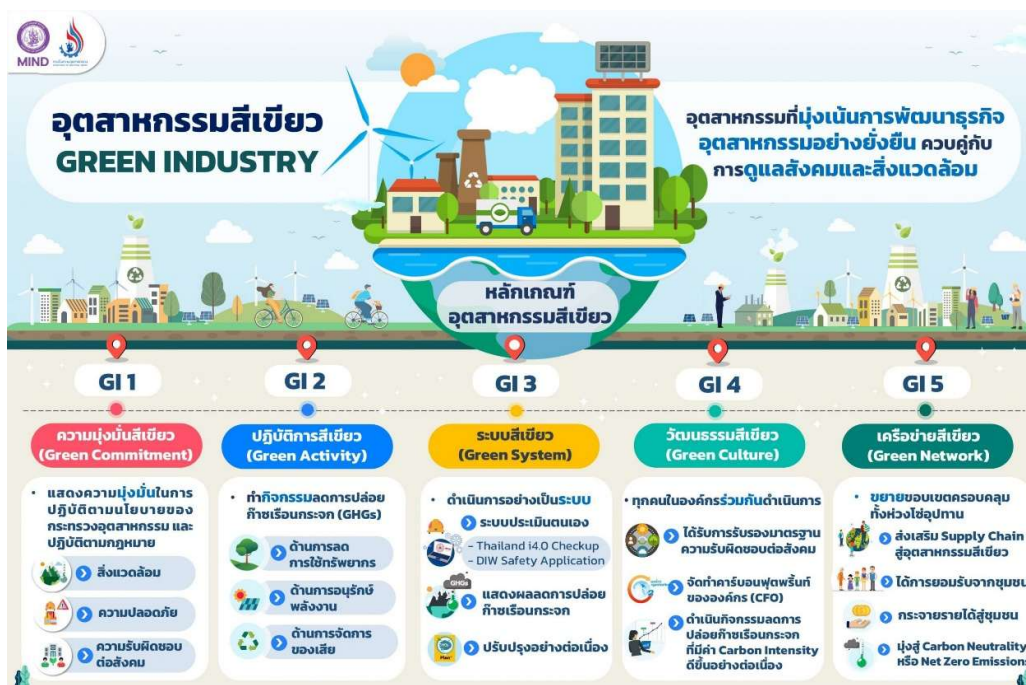 MIND
อุตสาหกรรมสีเขียว
GREEN INDUSTRY
อุตสาหกรรมที่มุ่งเน้นการพัฒนาธุรกิจ
อุตสาหกรรมอย่างยั่งยืน ควบคู่กับ
การดูแลสังคมและสิ่งแวดล้อม
หลักเกณฑ์
อุตสาหกรรมสีเขียว
GI 1
ความมุ่งมั่นสีเขียว
(Green Commitment)
• แสดงความมุ่งมั่นในการ
ปฏิบัติตามนโยบายของ
กระทรวงอุตสาหกรรม และ
ปฏิบัติตามกฎหมาย
สิ่งแวดล้อม
ความปลอดภัย
ความรับผิดชอบ
ต่อสังคม
GI 2
ปฏิบัติการสีเขียว
(Green Activity)
• ทำกิจกรรมลดการปล่อย
ก๊าซเรือนกระจก (GHGs)
ด้านการลด
การใช้ทรัพยากร
ด้านการอนุรักษ์
พลังงาน
ด้านการจัดการ
ของเสีย
GI 3
ระบบสีเขียว
(Green System)
• ดำเนินการอย่างเป็นระบบ
ระบบประเมินตนเอง
- Thailand i4.0 Checkup
- DIW Safety Application
GHGs
แสดงผลลดการปล่อย
ก๊าซเรือนกระจก
Plan
ปรับปรุงอย่างต่อเนื่อง
GI 4
วัฒนธรรมสีเขียว
(Green Culture)
• ทุกคนในองค์กรร่วมกันดำเนินการ
ได้รับการรับรองมาตรฐาน
ความรับผิดชอบต่อสังคม
จัดทำคาร์บอนฟุตพริ้นท์
ขององค์กร (CFO)
ดำเนินกิจกรรมลดการ
ปล่อยก๊าซเรือนกระจก
ที่มีค่า Carbon Intensity
ดีขึ้นอย่างต่อเนื่อง
GI 5
เครือข่ายสีเขียว
(Green Network)
• ขยายขอบเขตครอบคลุม
ทั้งห่วงโซ่อุปทาน
ส่งเสริม Supply Chain
สู่อุตสาหกรรมสีเขียว
ได้การยอมรับจากชุมชน
กระจายรายได้สู่ชุมชน
มุ่งสู่ Carbon Neutrality
หรือ Net Zero Emissions